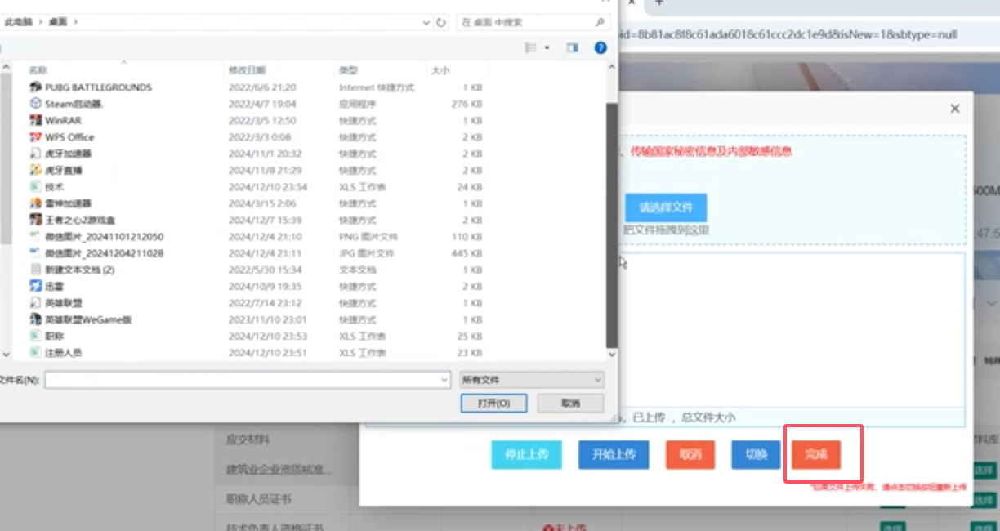 此电脑 > 桌面 >
在 桌面 中搜索
id=8b81ac8f8c61ada6018c61ccc2dc1e9d&isNew=1&sbtype=null
名称 修改日期 类型 大小
PUBG BATTLEGROUNDS 2022/6/6 21:20 Internet 快捷方式 1 KB
Steam启动器. 2022/4/7 19:04 应用程序 276 KB
WinRAR 2022/3/5 12:50 快捷方式 1 KB
WPS Office 2022/3/3 0:08 快捷方式 2 KB
虎牙加速器 2024/11/1 20:32 快捷方式 2 KB
虎牙直播 2024/11/8 21:29 快捷方式 2 KB
技术 2024/12/10 23:54 XLS 工作表 24 KB
雷神加速器 2024/3/15 2:06 快捷方式 1 KB
王者之心2游戏盒 2024/12/7 15:39 快捷方式 2 KB
微信图片_20241101212050 2024/12/4 21:10 PNG 图片文件 110 KB
微信图片_20241204211028 2024/12/4 21:11 JPG 图片文件 445 KB
新建文本文档 (2) 2022/5/30 15:34 文本文档 1 KB
迅雷 2024/10/9 19:35 快捷方式 2 KB
英雄联盟 2022/7/14 23:12 快捷方式 1 KB
英雄联盟WeGame版 2023/11/10 23:01 快捷方式 1 KB
职称 2024/12/10 23:53 XLS 工作表 25 KB
注册人员 2024/12/10 23:51 XLS 工作表 23 KB
文件名(N):
所有文件
打开(O) 取消
、传输国家秘密信息及内部敏感信息
请选择文件
把文件拖拽到这里
500M
:47:5
，已上传 ，总文件大小
停止上传 开始上传 取消 切换 完成
*如果文件上传失败，请点击切换按钮重新上传
应交材料
料库
建筑业企业资质标准...
选择
职称人员证书
选择
技术负责人资格证书
未上传
选择
选择